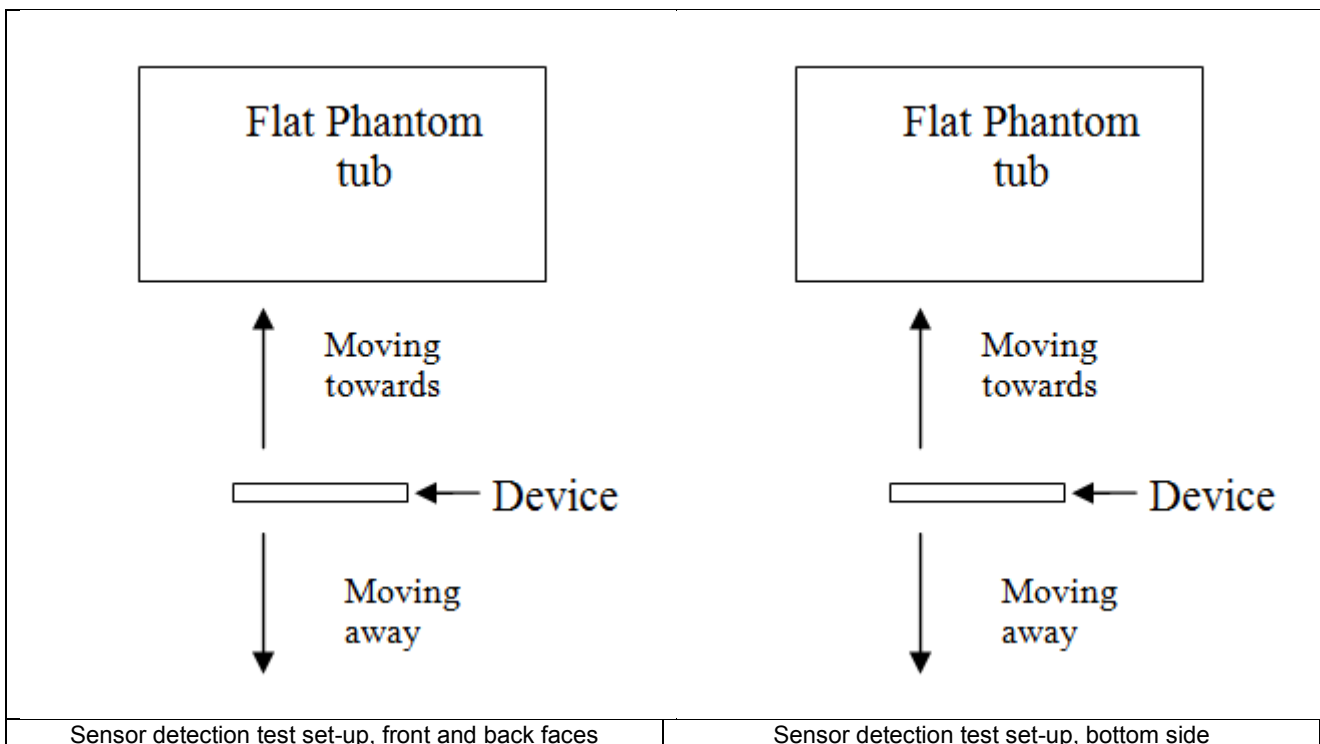 Flat Phantom
tub
Moving
towards
Device
Moving
away
Sensor detection test set-up, front and back faces
Flat Phantom
tub
Moving
towards
Device
Moving
away
Sensor detection test set-up, bottom side